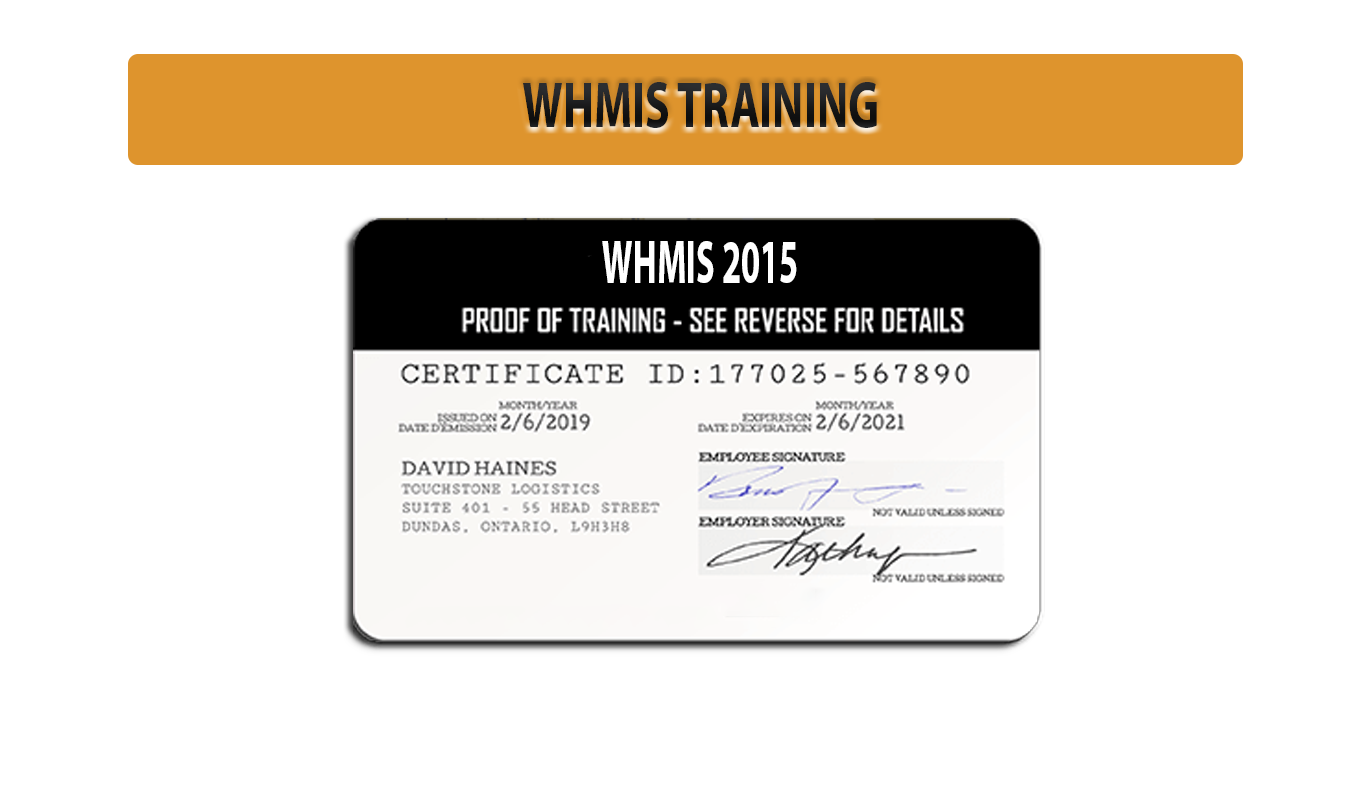 WHMIS TRAINING
WHMIS 2015
PROOF OF TRAINING - SEE REVERSE FOR DETAILS
CERTIFICATE ID:177025-567890
MONTH/YEAR
ISSUED ON
DATE D'EMISSION 2/6/2019
MONTH/YEAR
EXPIRES ON
DATE D'EXPIRATION 2/6/2021
DAVID HAINES
TOUCHSTONE LOGISTICS
SUITE 401 - 55 HEAD STREET
DUNDAS, ONTARIO, L9H3H8
EMPLOYEE SIGNATURE
NOT VALID UNLESS SIGNED
EMPLOYER SIGNATURE
NOT VALID UNLESS SIGNED